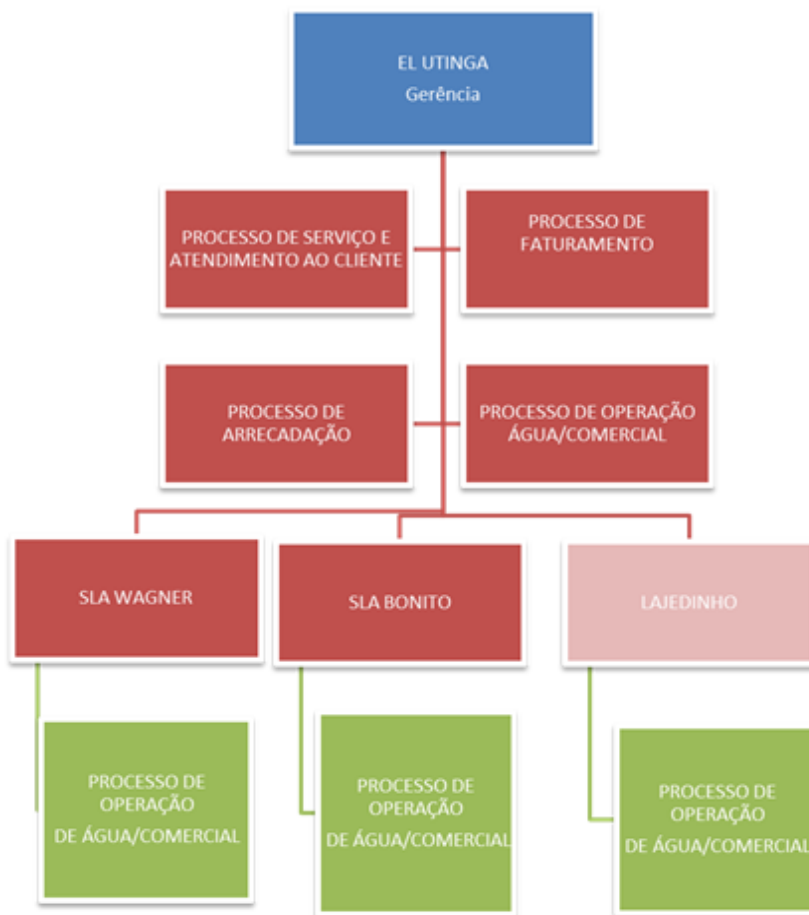 EL UTINGA
Gerência
PROCESSO DE SERVIÇO E
ATENDIMENTO AO CLIENTE
PROCESSO DE
FATURAMENTO
PROCESSO DE
ARRECADAÇÃO
PROCESSO DE OPERAÇÃO
ÁGUA/COMERCIAL
SLA WAGNER
SLA BONITO
LAJEDINHO
PROCESSO DE
OPERAÇÃO
DE ÁGUA/COMERCIAL
PROCESSO DE
OPERAÇÃO
DE ÁGUA/COMERCIAL
PROCESSO DE
OPERAÇÃO
DE ÁGUA/COMERCIAL